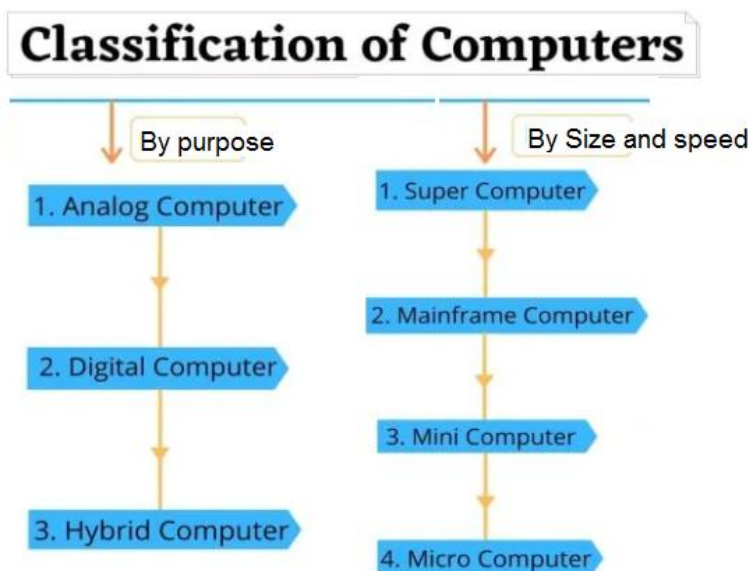 Classification of Computers
By purpose
1. Analog Computer
2. Digital Computer
3. Hybrid Computer
By Size and speed
1. Super Computer
2. Mainframe Computer
3. Mini Computer
4. Micro Computer